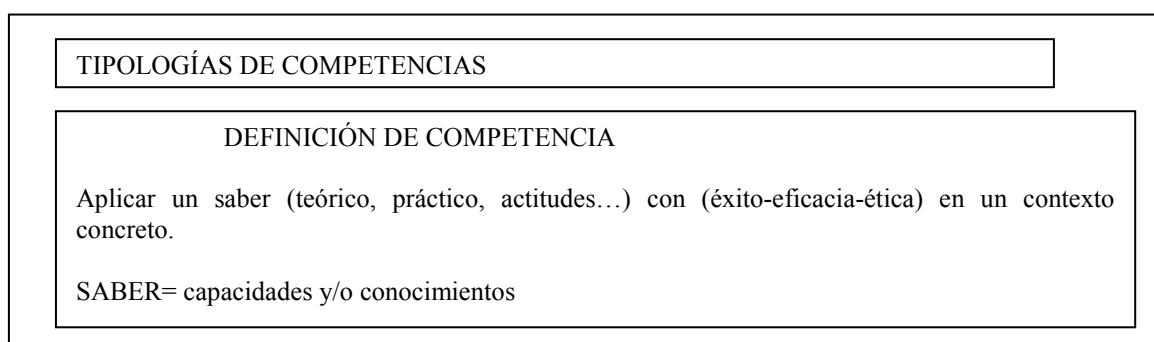 TIPOLOGÍAS DE COMPETENCIAS
DEFINICIÓN DE COMPETENCIA
Aplicar un saber (teórico, práctico, actitudes…) con (éxito-eficacia-ética) en un contexto
concreto.
SABER= capacidades y/o conocimientos